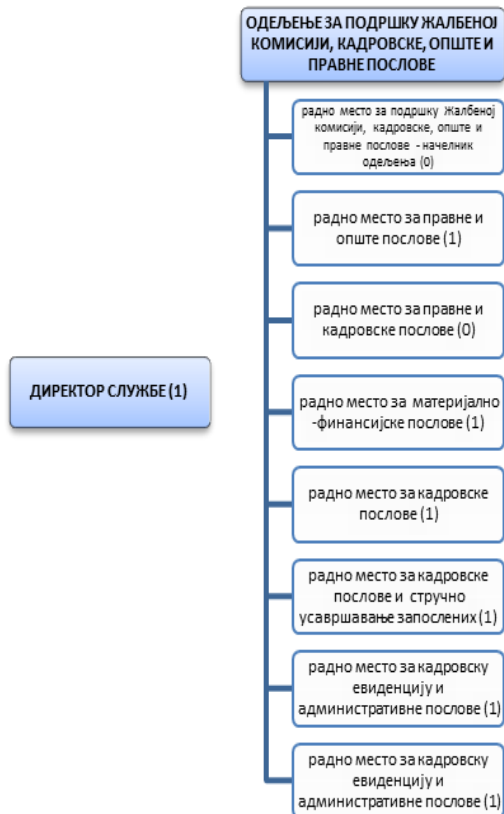 ОДЕЉЕЊЕ ЗА ПОДРШКУ ЖАЛБЕНОЈ
КОМИСИЈИ, КАДРОВСКЕ, ОПШТЕ И
ПРАВНЕ ПОСЛОВЕ
радно место за подршку Жалбеној
комисији, кадровске, опште и
правне послове - начелник
одељења (0)
радно место за правне и
опште послове (1)
радно место за правне и
кадровске послове (0)
ДИРЕКТОР СЛУЖБЕ (1)
радно место за материјално
-финансијске послове (1)
радно место за кадровске
послове (1)
радно место за кадровске
послове и стручно
усавршавање запослених (1)
радно место за кадровску
евиденцију и
административне послове (1)
радно место за кадровску
евиденцију и
административне послове (1)